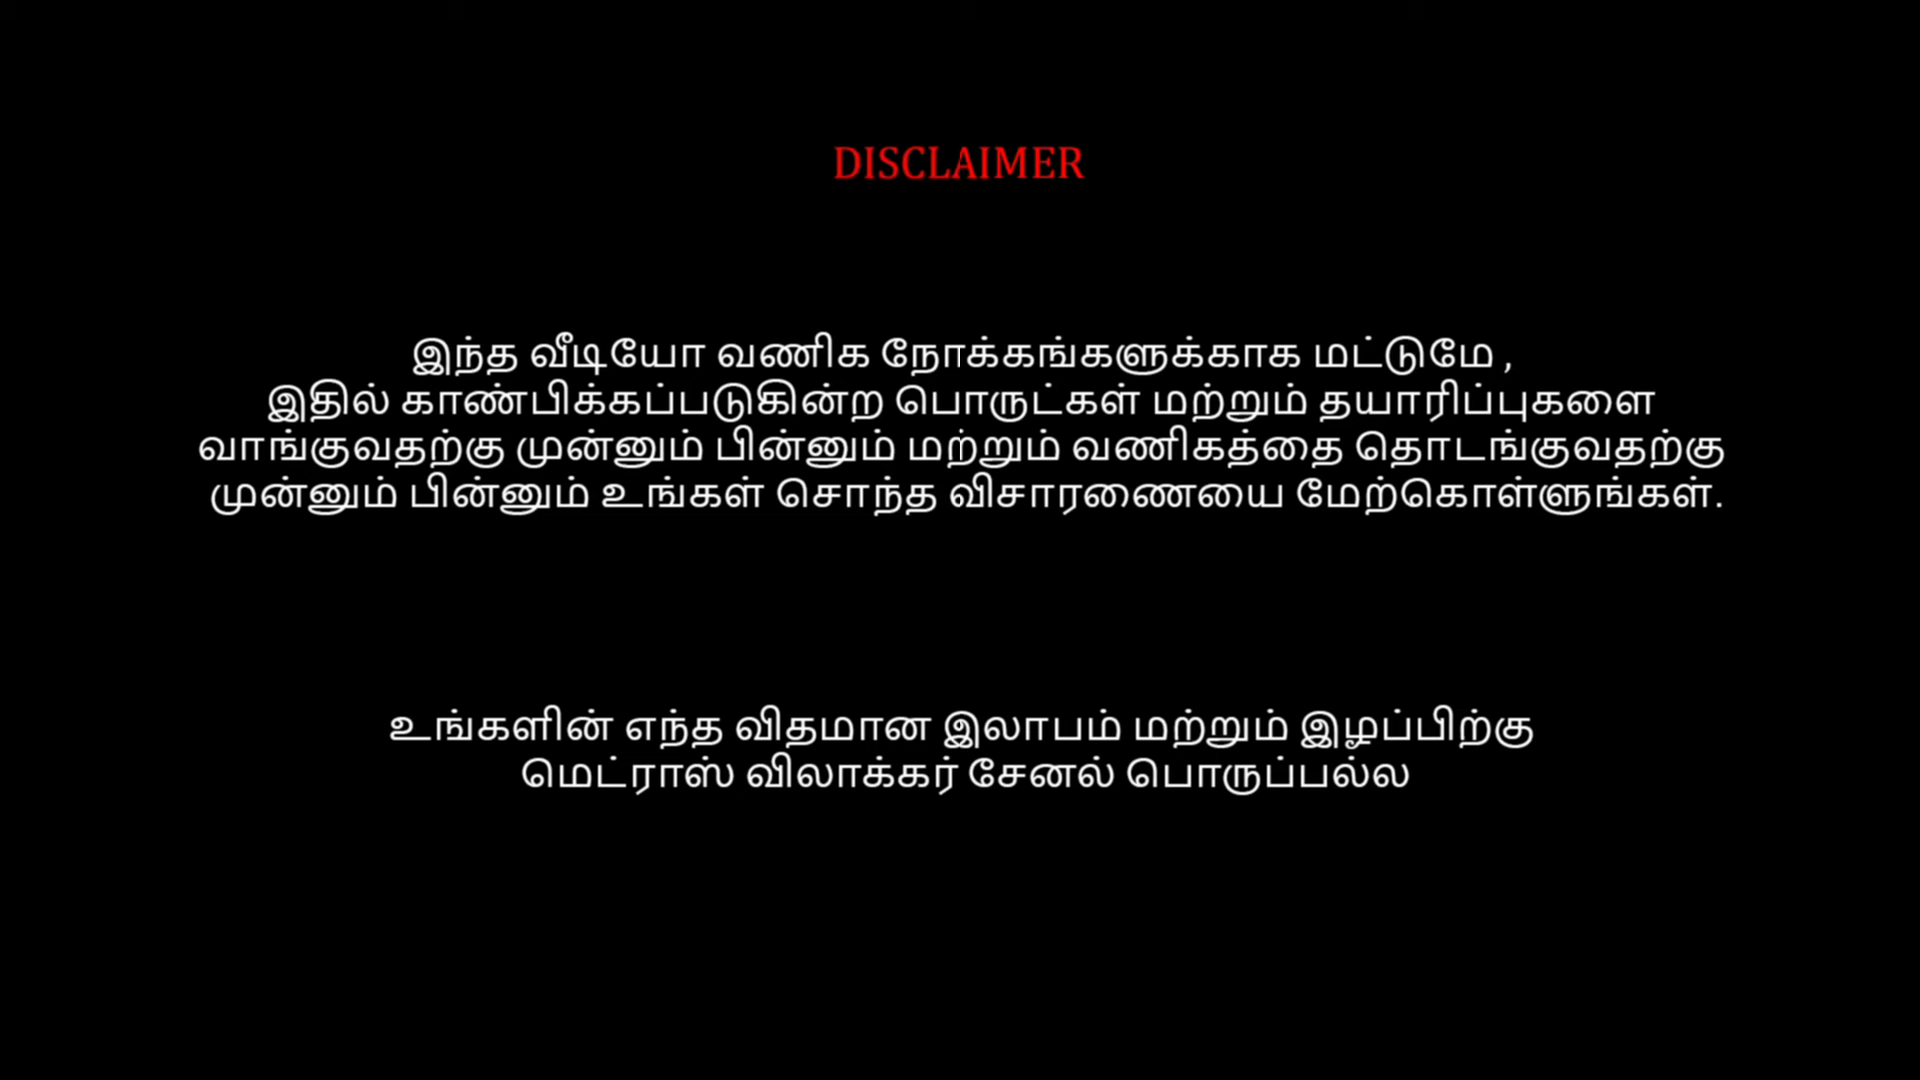 DISCLAIMER
இந்த வீடியோ வணிக நோக்கங்களுக்காக மட்டுமே ,
இதில் காண்பிக்கப்படுகின்ற பொருட்கள் மற்றும் தயாரிப்புகளை
வாங்குவதற்கு முன்னும் பின்னும் மற்றும் வணிகத்தை தொடங்குவதற்கு
முன்னும் பின்னும் உங்கள் சொந்த விசாரணையை மேற்கொள்ளுங்கள்.
உங்களின் எந்த விதமான இலாபம் மற்றும் இழப்பிற்கு
மெட்ராஸ் விலாக்கர் சேனல் பொருப்பல்ல